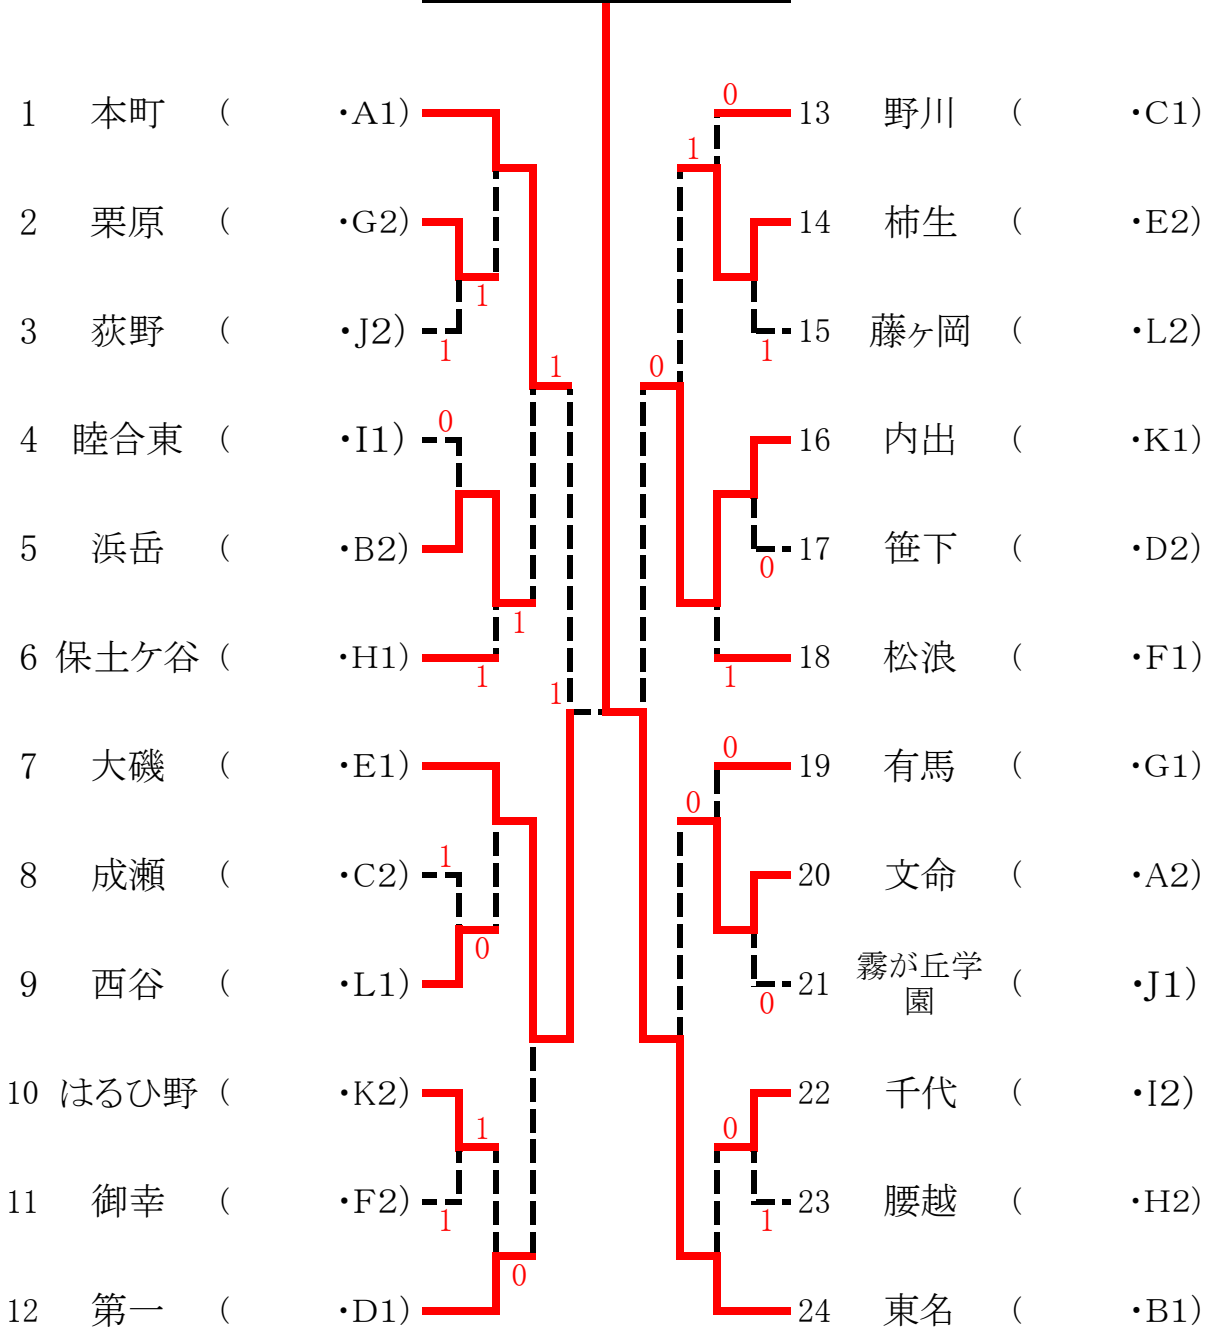 1 本町 ( ・A1)
2 栗原 ( ・G2)
1
3 荻野 ( ・J2)
1
1
0
4 睦合東 ( ・I1)
5 浜岳 ( ・B2)
1
6 保土ケ谷 ( ・H1)
1
1
7 大磯 ( ・E1)
1
8 成瀬 ( ・C2)
0
9 西谷 ( ・L1)
10 はるひ野 ( ・K2)
1
11 御幸 ( ・F2)
1
0
12 第一 ( ・D1)
0
13 野川 ( ・C1)
1
14 柿生 ( ・E2)
15 藤ヶ岡 ( ・L2)
1
0
16 内出 ( ・K1)
17 笹下 ( ・D2)
0
18 松浪 ( ・F1)
1
0
19 有馬 ( ・G1)
0
20 文命 ( ・A2)
霧が丘学
21 園 ( ・J1)
0
22 千代 ( ・I2)
0
23 腰越 ( ・H2)
1
24 東名 ( ・B1)